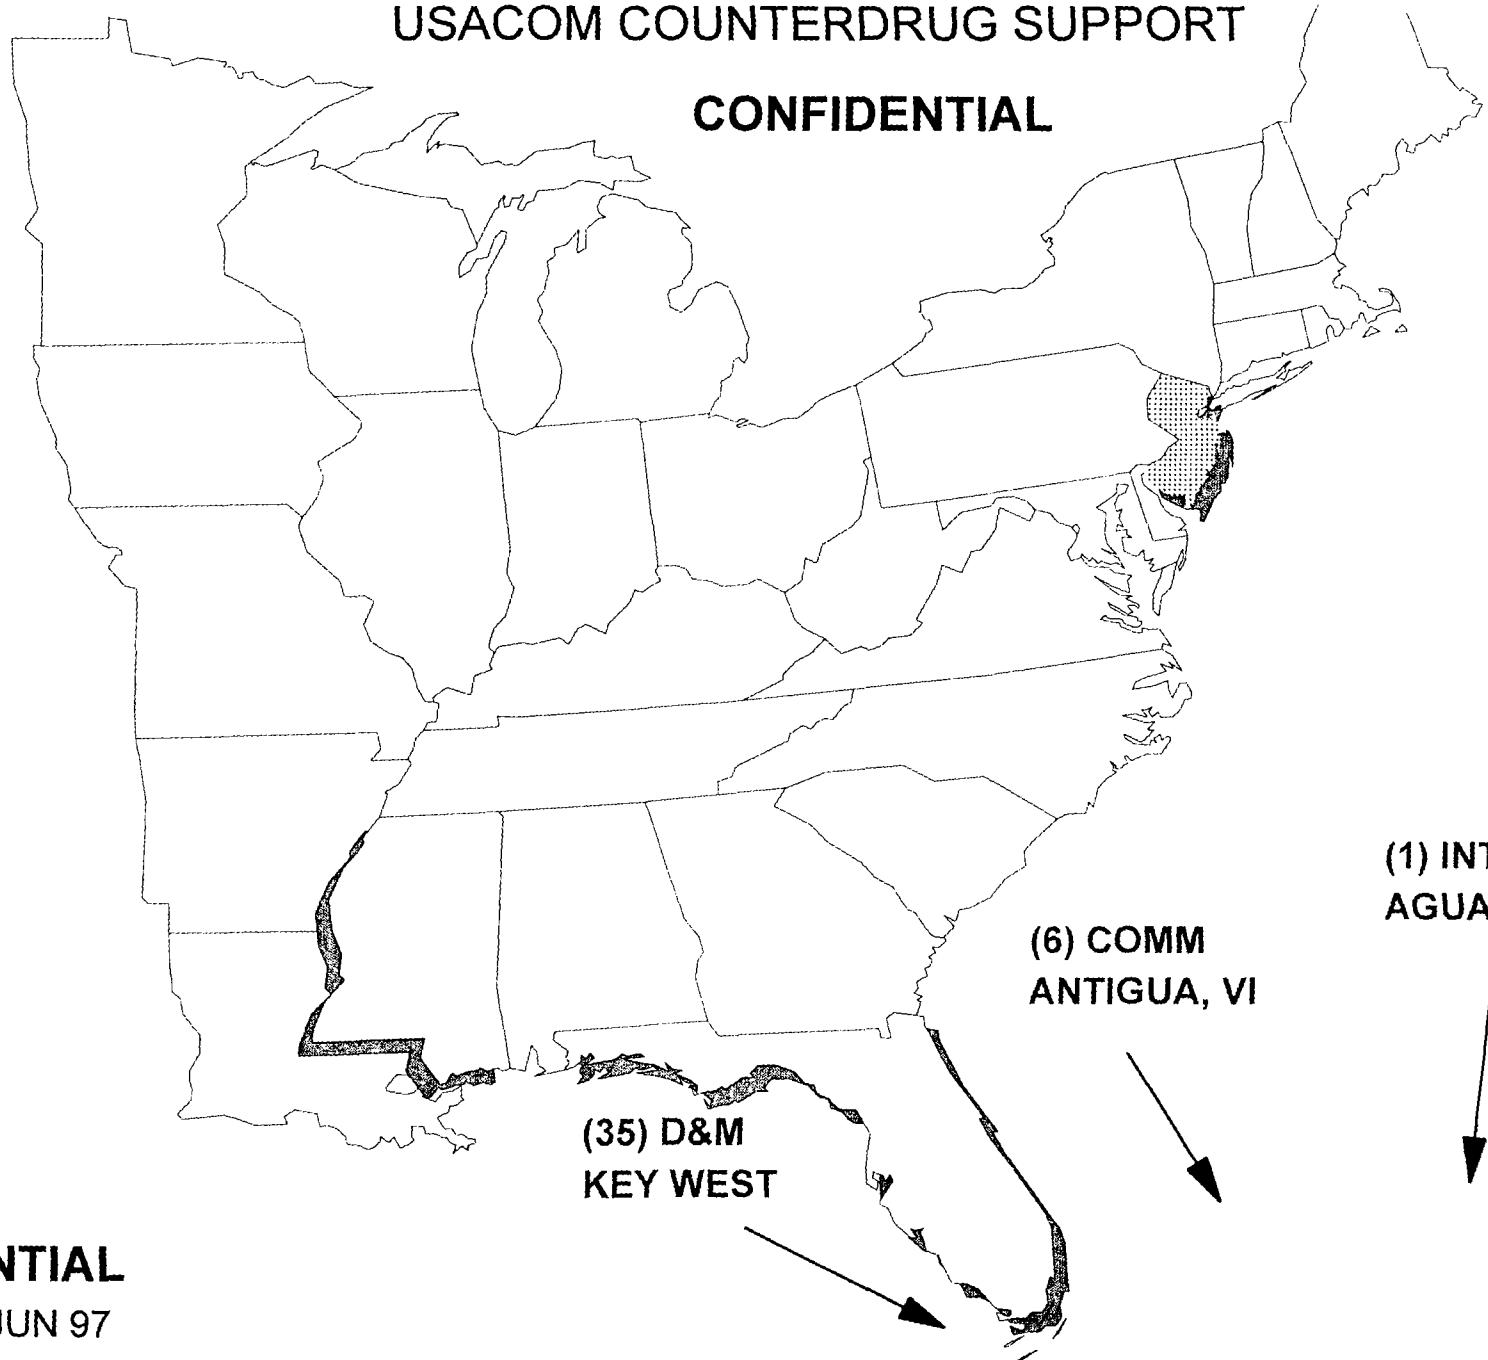 USACOM COUNTERDRUG SUPPORT
CONFIDENTIAL
(1) INT
AGUA
(6) COMM
ANTIGUA, VI
(35) D&M
KEY WEST
NTIAL
JUN 97